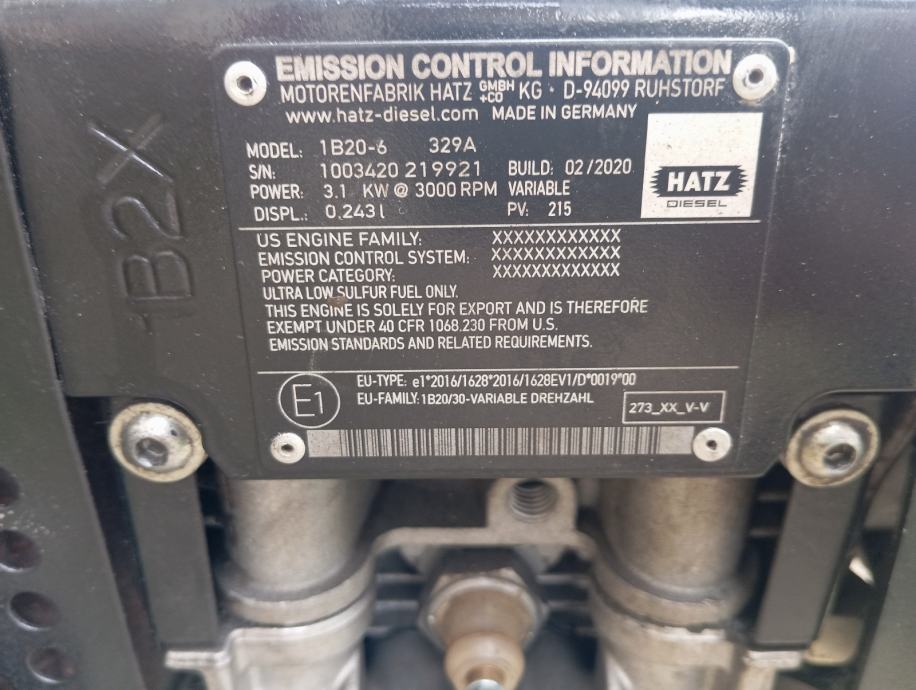 EMISSION CONTROL INFORMATION
MOTORENFABRIK HATZ GMBH +CO KG · D-94099 RUHSTORF
www.hatz-diesel.com MADE IN GERMANY
MODEL: 1B20-6 329A
S/N: 1003420 219921 BUILD: 02/2020
POWER: 3.1 KW @ 3000 RPM VARIABLE
DISPL.: 0,243 l PV: 215
HATZ
DIESEL
US ENGINE FAMILY: XXXXXXXXXXXX
EMISSION CONTROL SYSTEM: XXXXXXXXXXXX
POWER CATEGORY: XXXXXXXXXXXX
ULTRA LOW SULFUR FUEL ONLY.
THIS ENGINE IS SOLELY FOR EXPORT AND IS THEREFORE
EXEMPT UNDER 40 CFR 1068.230 FROM U.S.
EMISSION STANDARDS AND RELATED REQUIREMENTS.
E1
EU-TYPE: e1*2016/1628*2016/1628EV1/D*0019*00
EU-FAMILY: 1B20/30-VARIABLE DREHZAHL
273_XX_V-V
1B2X